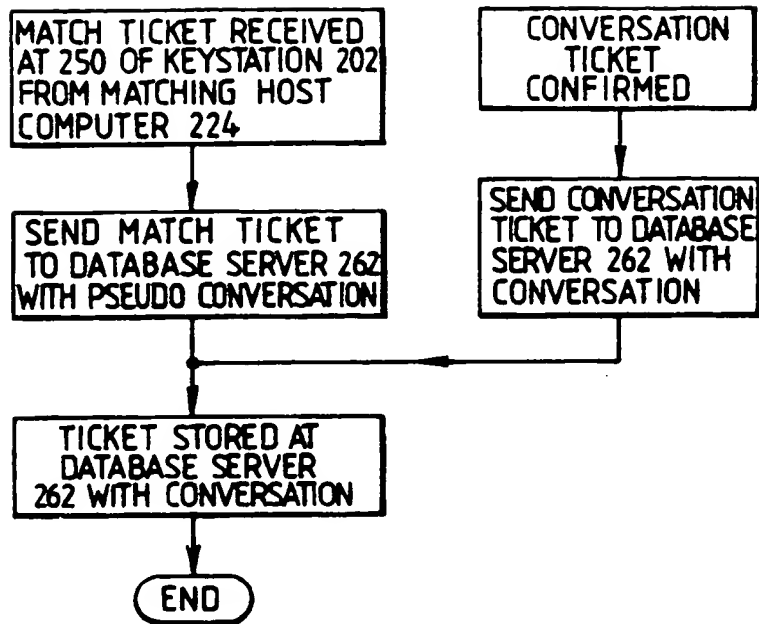 MATCH TICKET RECEIVED
AT 250 OF KEYSTATION 202
FROM MATCHING HOST
COMPUTER 224
CONVERSATION
TICKET
CONFIRMED
SEND MATCH TICKET
TO DATABASE SERVER 262
WITH PSEUDO CONVERSATION
SEND CONVERSATION
TICKET TO DATABASE
SERVER 262 WITH
CONVERSATION
TICKET STORED AT
DATABASE SERVER
262 WITH CONVERSATION
END